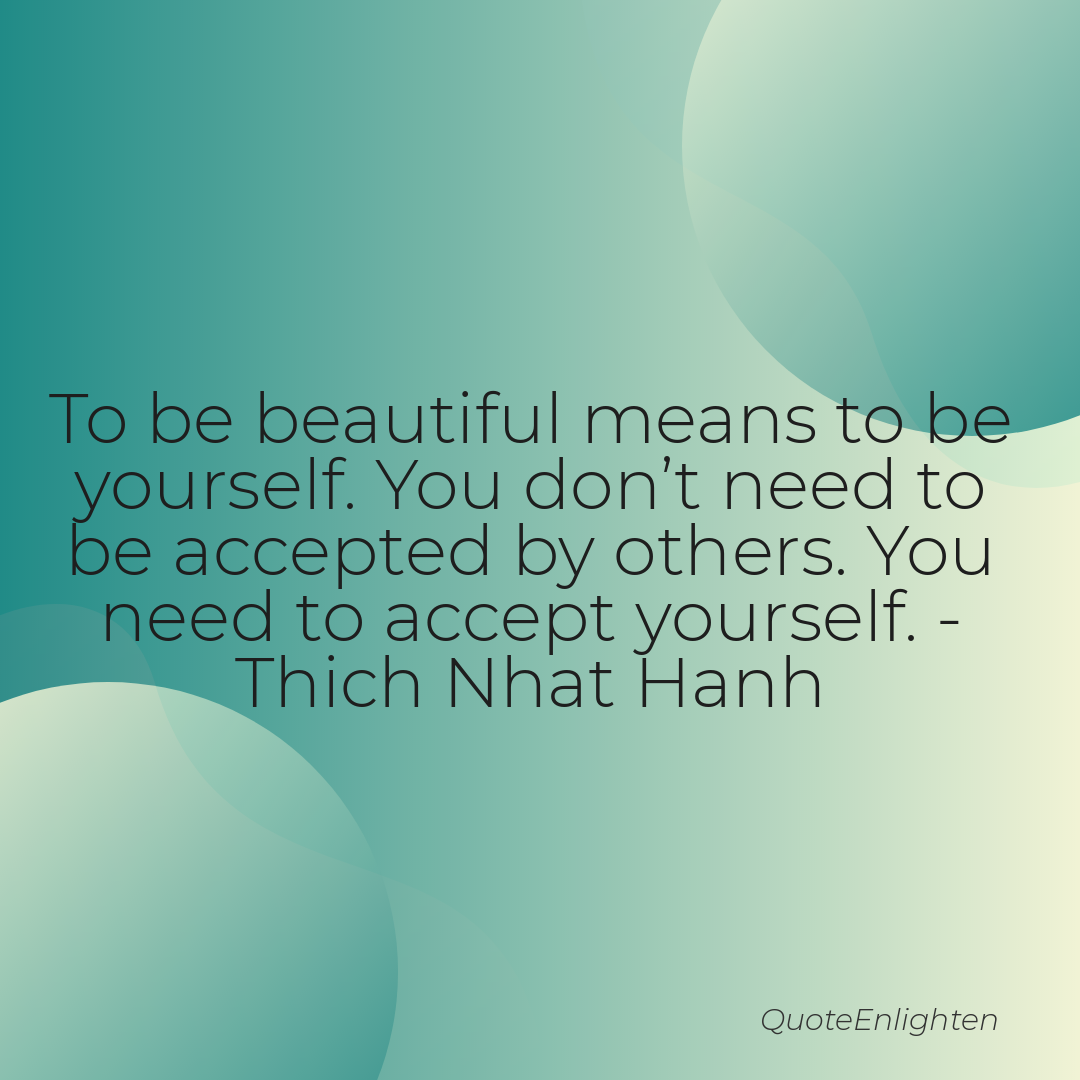 To be beautiful means to be
yourself. You don’t need to
be accepted by others. You
need to accept yourself. -
Thich Nhat Hanh
QuoteEnlighten